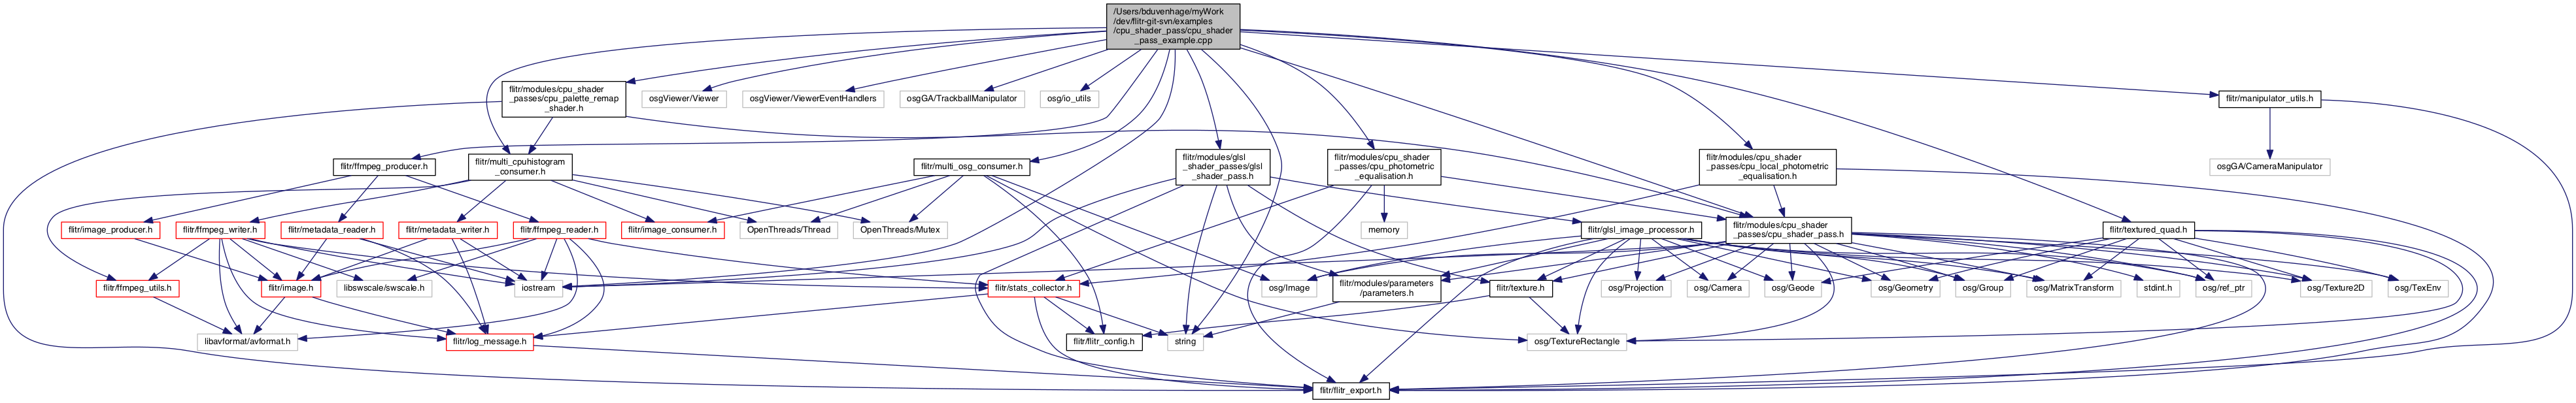 /Users/bduvenhage/myWork
/dev/flitr-git-svn/examples
/cpu_shader_pass/cpu_shader
_pass_example.cpp
flitr/modules/cpu_shader
_passes/cpu_palette_remap
_shader.h
osgViewer/Viewer
osgViewer/ViewerEventHandlers
osgGA/TrackballManipulator
osg/io_utils
flitr/manipulator_utils.h
flitr/ffmpeg_producer.h
flitr/multi_cpuhistogram
_consumer.h
flitr/multi_osg_consumer.h
flitr/modules/glsl
_shader_passes/glsl
_shader_pass.h
flitr/modules/cpu_shader
_passes/cpu_photometric
_equalisation.h
flitr/modules/cpu_shader
_passes/cpu_local_photometric
_equalisation.h
osgGA/CameraManipulator
flitr/image_producer.h
flitr/ffmpeg_writer.h
flitr/metadata_reader.h
flitr/metadata_writer.h
flitr/ffmpeg_reader.h
flitr/image_consumer.h
OpenThreads/Thread
OpenThreads/Mutex
memory
flitr/glsl_image_processor.h
flitr/modules/cpu_shader
_passes/cpu_shader_pass.h
flitr/textured_quad.h
flitr/ffmpeg_utils.h
flitr/image.h
libswscale/swscale.h
iostream
flitr/stats_collector.h
osg/Image
flitr/modules/parameters
/parameters.h
flitr/texture.h
osg/Projection
osg/Camera
osg/Geode
osg/Geometry
osg/Group
osg/MatrixTransform
stdint.h
osg/ref_ptr
osg/Texture2D
osg/TexEnv
libavformat/avformat.h
flitr/log_message.h
flitr/flitr_config.h
string
osg/TextureRectangle
flitr/flitr_export.h